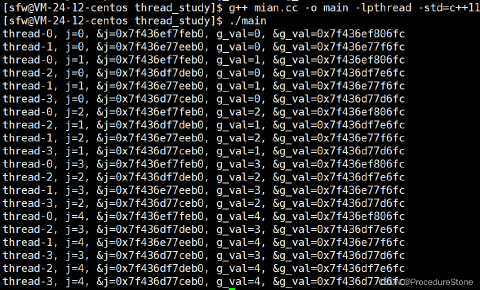 [sfw@VM-24-12-centos thread_study]$ g++ mian.cc -o main -lpthread -std=c++11
[sfw@VM-24-12-centos thread_study]$ ./main
thread-0, j=0, &j=0x7f436ef7feb0, g_val=0, &g_val=0x7f436ef806fc
thread-1, j=0, &j=0x7f436e77eeb0, g_val=0, &g_val=0x7f436e77f6fc
thread-0, j=1, &j=0x7f436ef7feb0, g_val=1, &g_val=0x7f436ef806fc
thread-2, j=0, &j=0x7f436df7deb0, g_val=0, &g_val=0x7f436df7e6fc
thread-1, j=1, &j=0x7f436e77eeb0, g_val=1, &g_val=0x7f436e77f6fc
thread-3, j=0, &j=0x7f436d77ceb0, g_val=0, &g_val=0x7f436d77d6fc
thread-0, j=2, &j=0x7f436ef7feb0, g_val=2, &g_val=0x7f436ef806fc
thread-2, j=1, &j=0x7f436df7deb0, g_val=1, &g_val=0x7f436df7e6fc
thread-1, j=2, &j=0x7f436e77eeb0, g_val=2, &g_val=0x7f436e77f6fc
thread-3, j=1, &j=0x7f436d77ceb0, g_val=1, &g_val=0x7f436d77d6fc
thread-0, j=3, &j=0x7f436ef7feb0, g_val=3, &g_val=0x7f436ef806fc
thread-2, j=2, &j=0x7f436df7deb0, g_val=2, &g_val=0x7f436df7e6fc
thread-1, j=3, &j=0x7f436e77eeb0, g_val=3, &g_val=0x7f436e77f6fc
thread-3, j=2, &j=0x7f436d77ceb0, g_val=2, &g_val=0x7f436d77d6fc
thread-0, j=4, &j=0x7f436ef7feb0, g_val=4, &g_val=0x7f436ef806fc
thread-2, j=3, &j=0x7f436df7deb0, g_val=3, &g_val=0x7f436df7e6fc
thread-1, j=4, &j=0x7f436e77eeb0, g_val=4, &g_val=0x7f436e77f6fc
thread-3, j=3, &j=0x7f436d77ceb0, g_val=3, &g_val=0x7f436d77d6fc
thread-2, j=4, &j=0x7f436df7deb0, g_val=4, &g_val=0x7f436df7e6fc
thread-3, j=4, &j=0x7f436d77ceb0, g_val=4, &g_val=0x7f436d77d6fc
CSDN @ProcedureStone